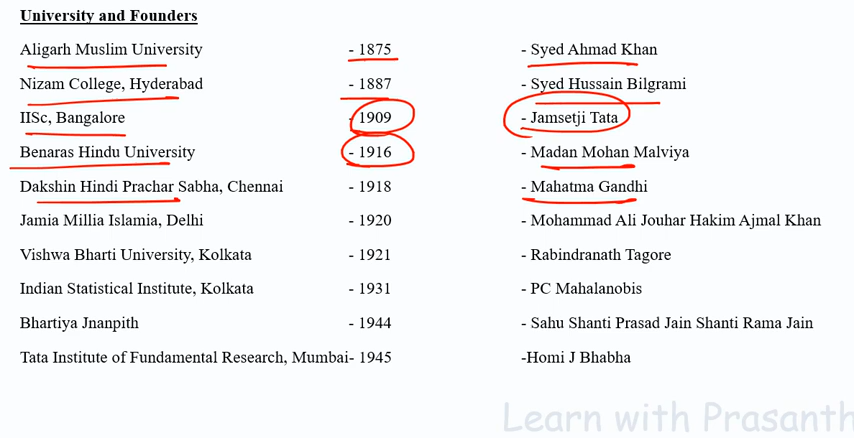 University and Founders
Aligarh Muslim University - 1875 - Syed Ahmad Khan
Nizam College, Hyderabad - 1887 - Syed Hussain Bilgrami
IISc, Bangalore - 1909 - Jamsetji Tata
Benaras Hindu University - 1916 - Madan Mohan Malviya
Dakshin Hindi Prachar Sabha, Chennai - 1918 - Mahatma Gandhi
Jamia Millia Islamia, Delhi - 1920 - Mohammad Ali Jouhar Hakim Ajmal Khan
Vishwa Bharti University, Kolkata - 1921 - Rabindranath Tagore
Indian Statistical Institute, Kolkata - 1931 - PC Mahalanobis
Bhartiya Jnanpith - 1944 - Sahu Shanti Prasad Jain Shanti Rama Jain
Tata Institute of Fundamental Research, Mumbai- 1945 -Homi J Bhabha
Learn with Prasanth